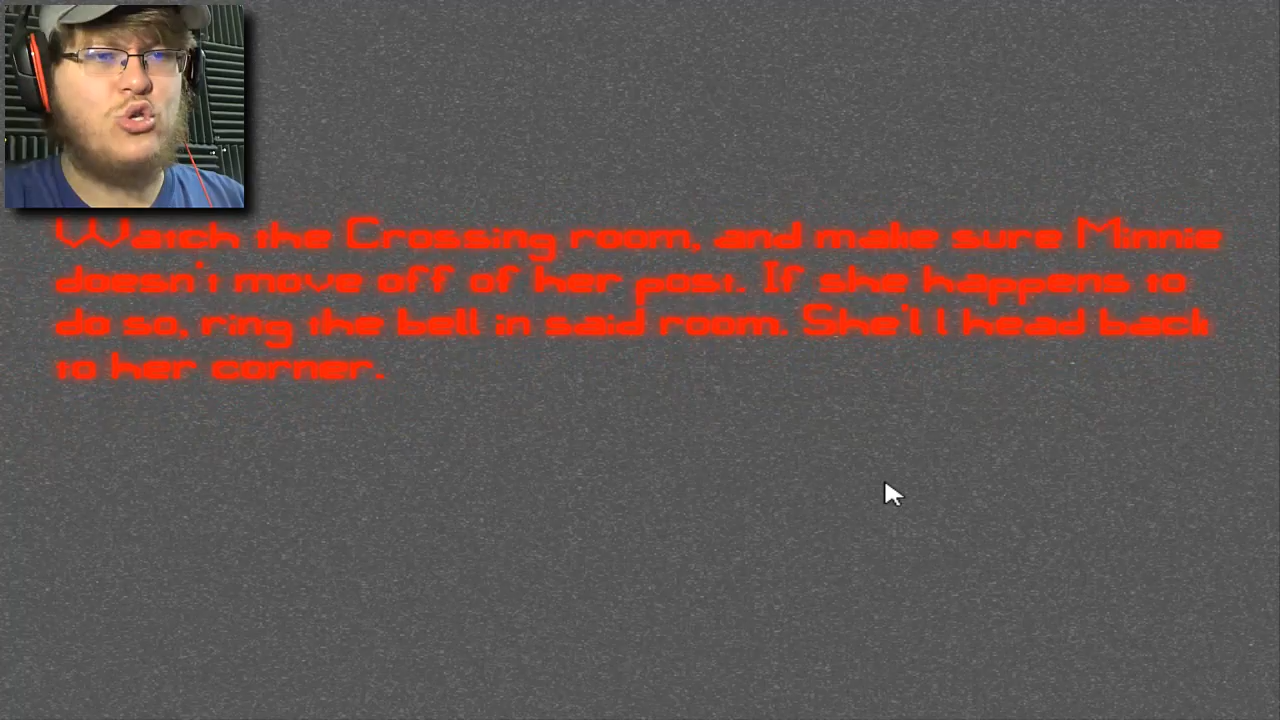 Watch the Crossing room, and make sure Minnie
doesn't move off of her post. If she happens to
do so, ring the bell in said room. She'll head back
to her corner.